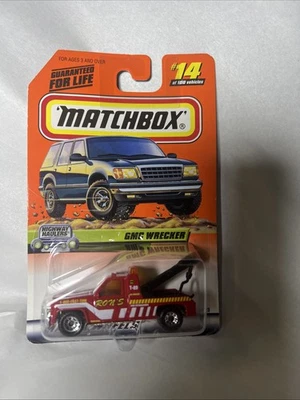 FOR AGES 3 AND OVER
GUARANTEED
FOR LIFE
#14
of 100 vehicles
MATCHBOX®
HIGHWAY
HAULERS
GMC WRECKER
RON'S